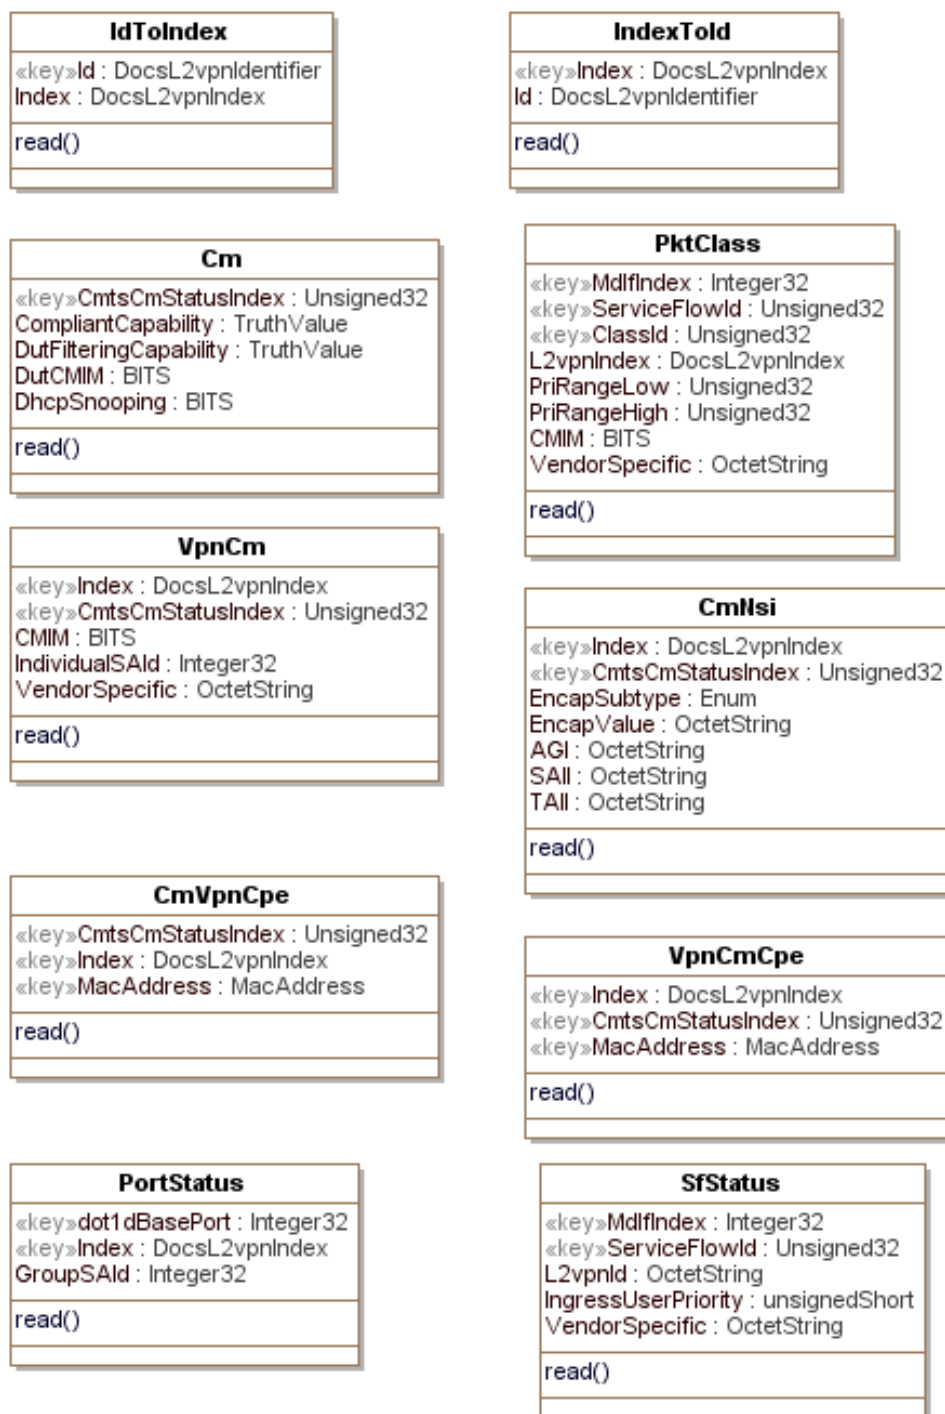 IdToIndex
«key»Id : DocsL2vpnIdentifier
Index : DocsL2vpnIndex
read()
IndexToId
«key»Index : DocsL2vpnIndex
Id : DocsL2vpnIdentifier
read()
Cm
«key»CmtsCmStatusIndex : Unsigned32
CompliantCapability : TruthValue
DutFilteringCapability : TruthValue
DutCMIM : BITS
DhcpSnooping : BITS
read()
PktClass
«key»MdIfIndex : Integer32
«key»ServiceFlowId : Unsigned32
«key»ClassId : Unsigned32
L2vpnIndex : DocsL2vpnIndex
PriRangeLow : Unsigned32
PriRangeHigh : Unsigned32
CMIM : BITS
VendorSpecific : OctetString
read()
VpnCm
«key»Index : DocsL2vpnIndex
«key»CmtsCmStatusIndex : Unsigned32
CMIM : BITS
IndividualSAId : Integer32
VendorSpecific : OctetString
read()
CmNsi
«key»Index : DocsL2vpnIndex
«key»CmtsCmStatusIndex : Unsigned32
EncapSubtype : Enum
EncapValue : OctetString
AGI : OctetString
SAII : OctetString
TAII : OctetString
read()
CmVpnCpe
«key»CmtsCmStatusIndex : Unsigned32
«key»Index : DocsL2vpnIndex
«key»MacAddress : MacAddress
read()
VpnCmCpe
«key»Index : DocsL2vpnIndex
«key»CmtsCmStatusIndex : Unsigned32
«key»MacAddress : MacAddress
read()
PortStatus
«key»dot1dBasePort : Integer32
«key»Index : DocsL2vpnIndex
GroupSAId : Integer32
read()
SfStatus
«key»MdIfIndex : Integer32
«key»ServiceFlowId : Unsigned32
L2vpnId : OctetString
IngressUserPriority : unsignedShort
VendorSpecific : OctetString
read()